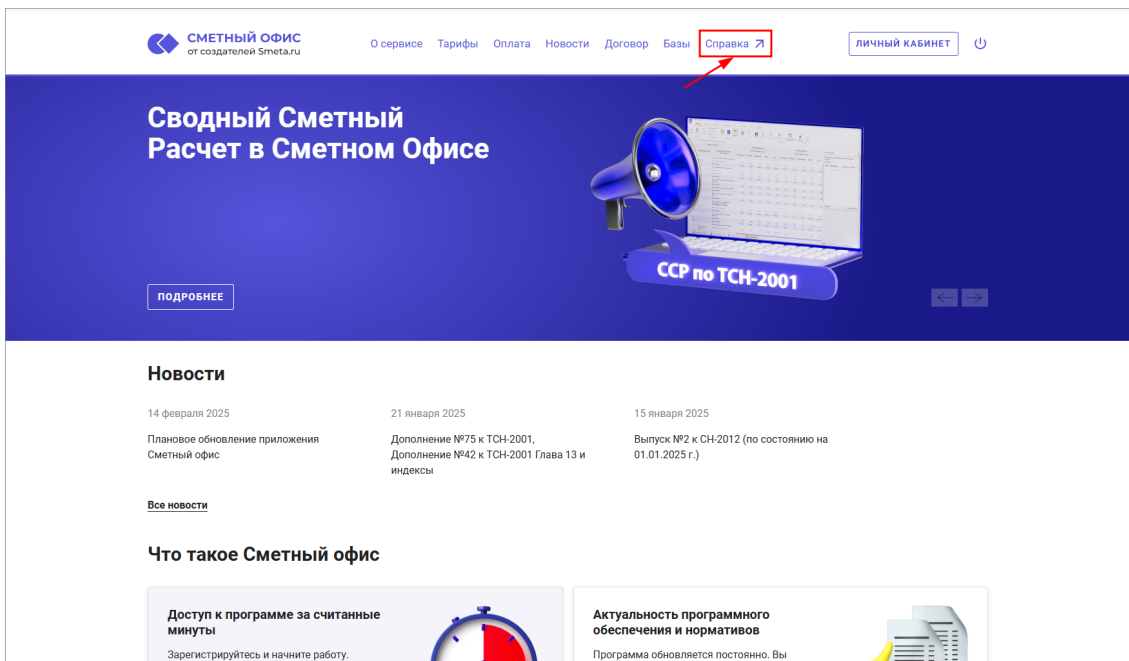 СМЕТНЫЙ ОФИС
от создателей Smeta.ru
О сервисе Тарифы Оплата Новости Договор Базы Справка
ЛИЧНЫЙ КАБИНЕТ
Сводный Сметный
Расчет в Сметном Офисе
ССР по ТСН-2001
ПОДРОБНЕЕ
Новости
14 февраля 2025
Плановое обновление приложения
Сметный офис
21 января 2025
Дополнение №75 к ТСН-2001,
Дополнение №42 к ТСН-2001 Глава 13 и
индексы
15 января 2025
Выпуск №2 к СН-2012 (по состоянию на
01.01.2025 г.)
Все новости
Что такое Сметный офис
Доступ к программе за считанные
минуты
Зарегистрируйтесь и начните работу.
Актуальность программного
обеспечения и нормативов
Программа обновляется постоянно. Вы